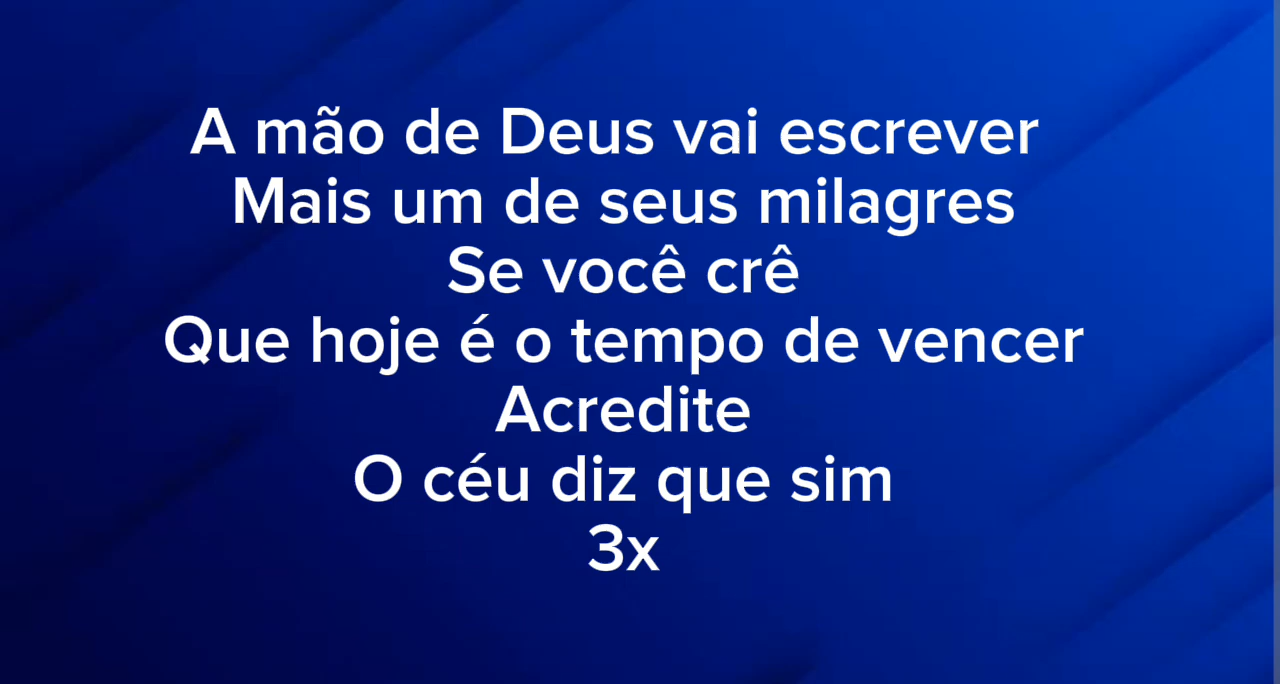 A mão de Deus vai escrever
Mais um de seus milagres
Se você crê
Que hoje é o tempo de vencer
Acredite
O céu diz que sim
3x